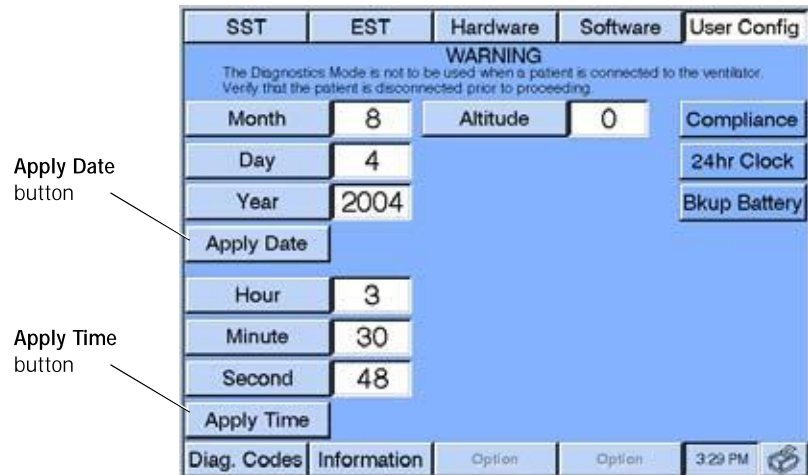 SST EST Hardware Software User Config
WARNING
The Diagnostics Mode is not to be used when a patient is connected to the ventilator.
Verify that the patient is disconnected prior to proceeding.
Month 8 Altitude 0 Compliance
Day 4 24hr Clock
Year 2004 Bkup Battery
Apply Date
Hour 3
Minute 30
Second 48
Apply Time
Diag. Codes Information Option Option 3:29 PM
Apply Date
button
Apply Time
button